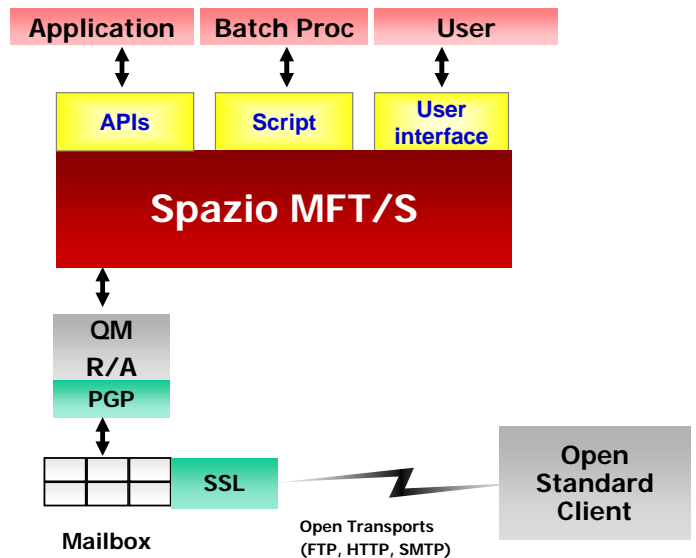 Application
Batch Proc
User
APIs
Script
User
interface
Spazio MFT/S
QM
R/A
PGP
SSL
Mailbox
Open Transports
(FTP, HTTP, SMTP)
Open
Standard
Client